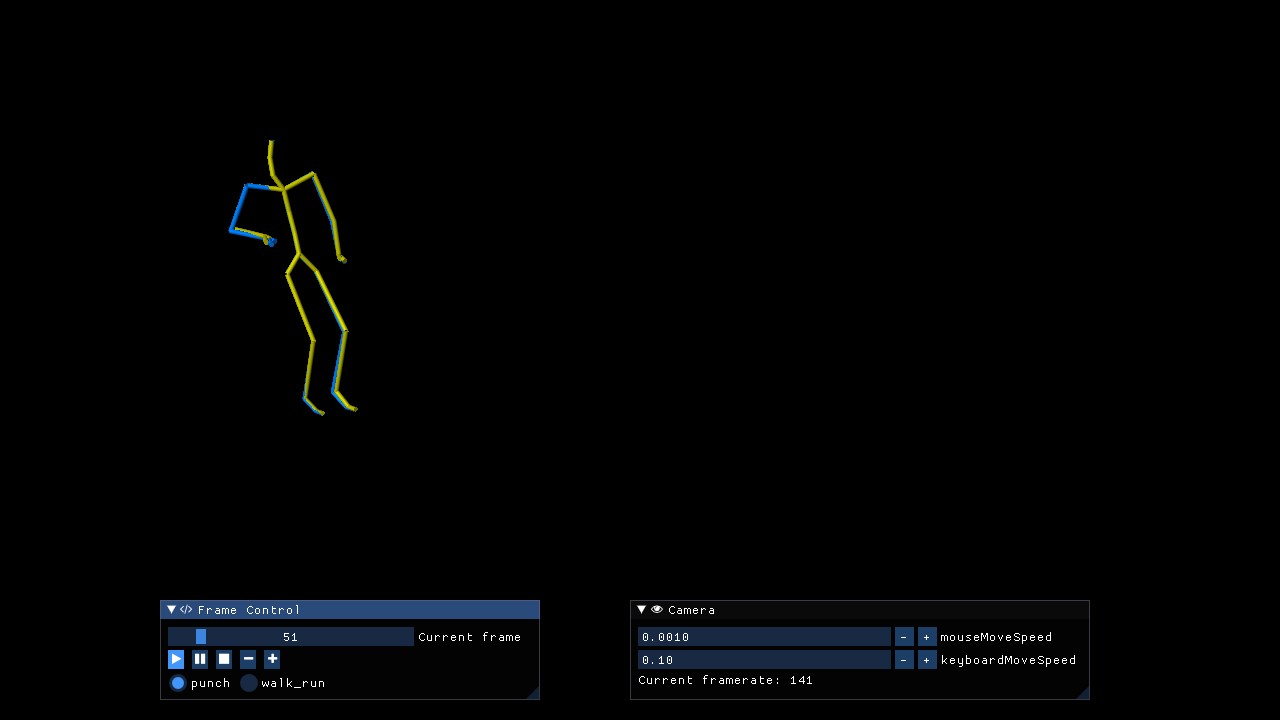 Frame Control
51 Current frame
punch walk_run
Camera
0.0010 - + mouseMoveSpeed
0.10 - + keyboardMoveSpeed
Current framerate: 141